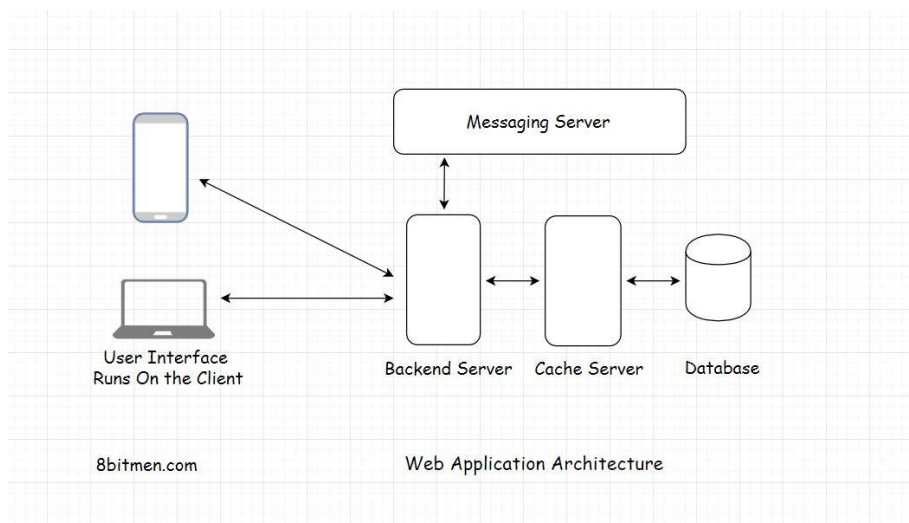 Messaging Server
User Interface
Runs On the Client
Backend Server
Cache Server
Database
8bitmen.com
Web Application Architecture